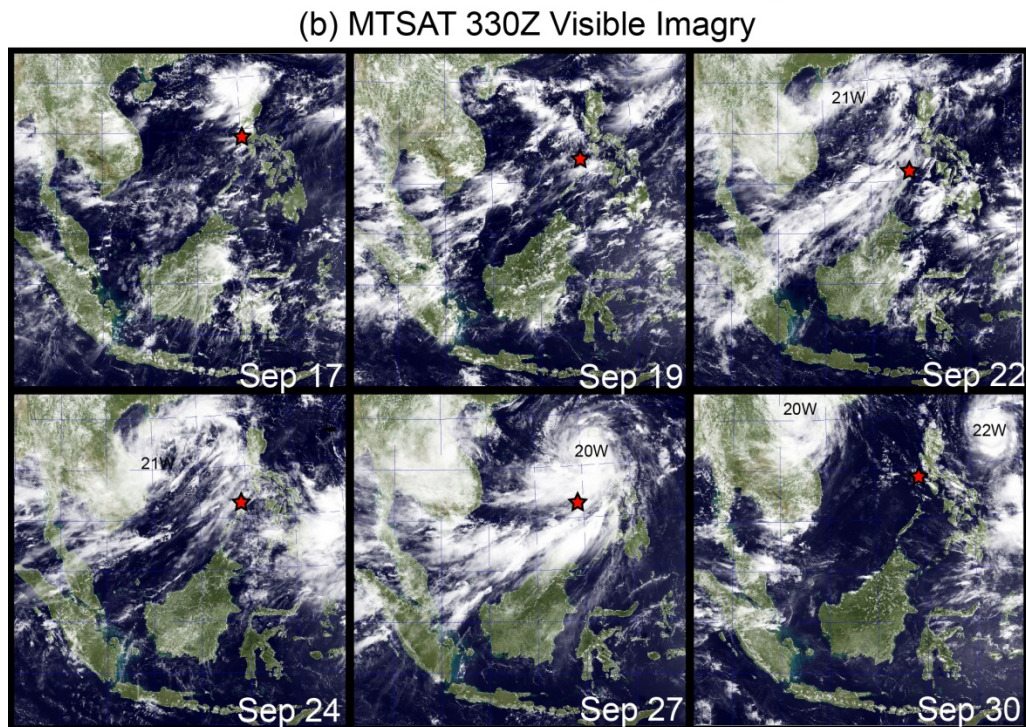 (b) MTSAT 330Z Visible Imagry
Sep 17
Sep 19
21W
Sep 22
21W
Sep 24
20W
Sep 27
20W
22W
Sep 30